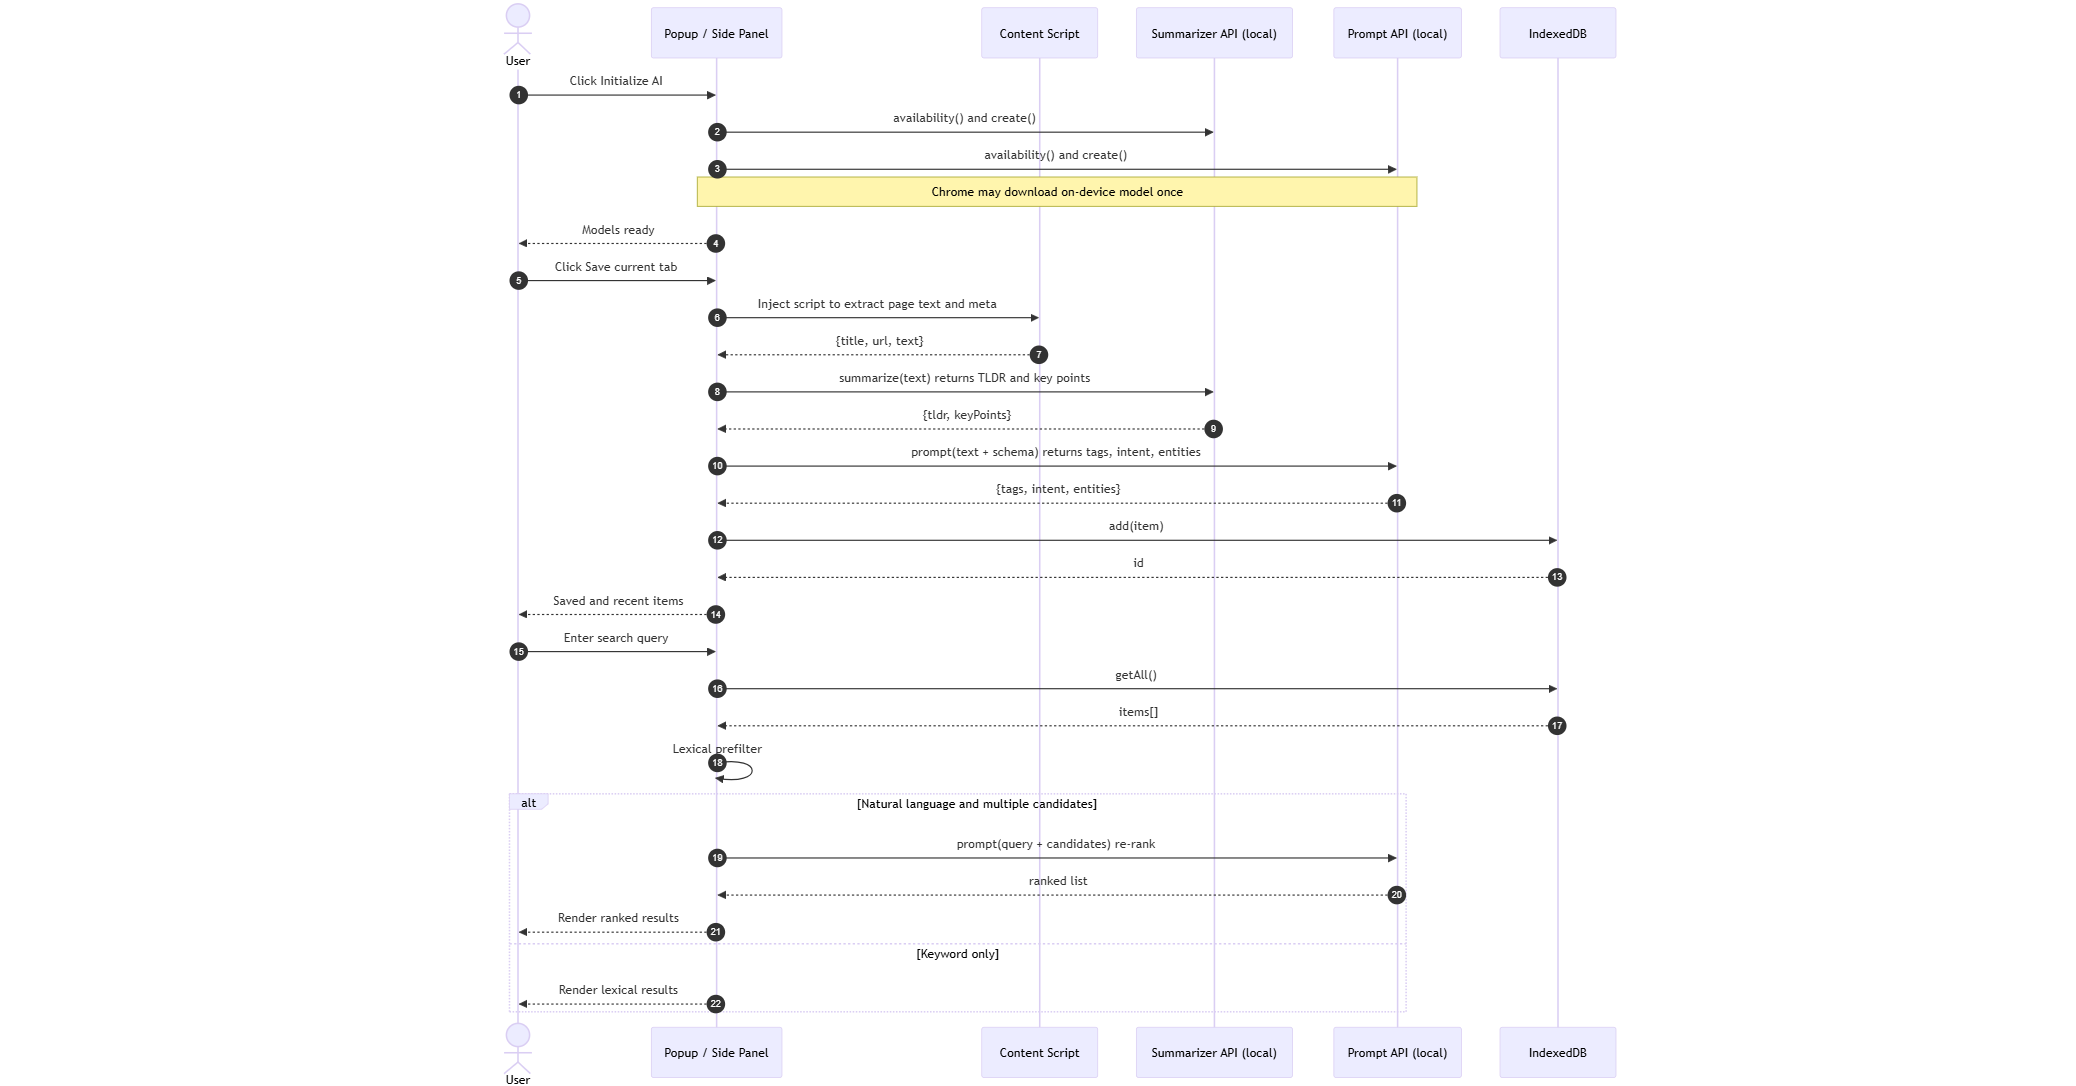 User
Popup / Side Panel
Content Script
Summarizer API (local)
Prompt API (local)
IndexedDB
Click Initialize AI
1
availability() and create()
2
availability() and create()
3
Chrome may download on-device model once
Models ready
4
Click Save current tab
5
Inject script to extract page text and meta
6
{title, url, text}
7
summarize(text) returns TLDR and key points
8
{tldr, keyPoints}
9
prompt(text + schema) returns tags, intent, entities
10
{tags, intent, entities}
11
add(item)
12
id
13
Saved and recent items
14
Enter search query
15
getAll()
16
items[]
17
Lexical prefilter
18
alt
[Natural language and multiple candidates]
prompt(query + candidates) re-rank
19
ranked list
20
Render ranked results
21
[Keyword only]
Render lexical results
22
User
Popup / Side Panel
Content Script
Summarizer API (local)
Prompt API (local)
IndexedDB